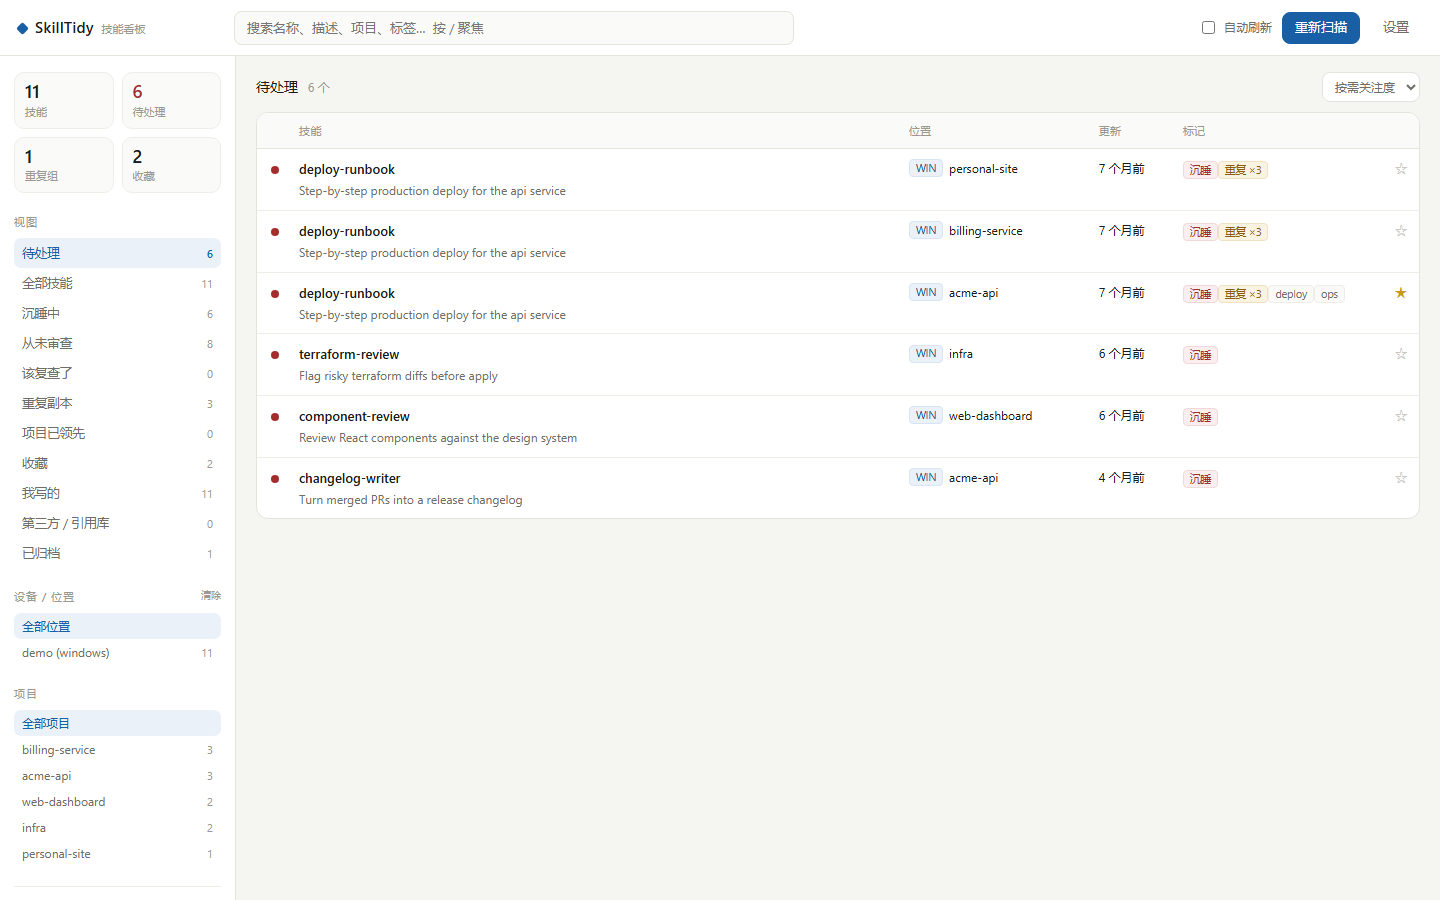 SkillTidy 技能看板
搜索名称、描述、项目、标签... 按 / 聚焦
自动刷新
重新扫描
设置
11
技能
6
待处理
1
重复组
2
收藏
视图
待处理 6
全部技能 11
沉睡中 6
从未审查 8
该复查了 0
重复副本 3
项目已领先 0
收藏 2
我写的 11
第三方 / 引用库 0
已归档 1
设备 / 位置 清除
全部位置
demo (windows) 11
项目
全部项目
billing-service 3
acme-api 3
web-dashboard 2
infra 2
personal-site 1
待处理 6 个
按需关注度
技能 位置 更新 标记
deploy-runbook WIN personal-site 7 个月前 沉睡 重复 ×3 ☆
Step-by-step production deploy for the api service
deploy-runbook WIN billing-service 7 个月前 沉睡 重复 ×3 ☆
Step-by-step production deploy for the api service
deploy-runbook WIN acme-api 7 个月前 沉睡 重复 ×3 deploy ops ★
Step-by-step production deploy for the api service
terraform-review WIN infra 6 个月前 沉睡 ☆
Flag risky terraform diffs before apply
component-review WIN web-dashboard 6 个月前 沉睡 ☆
Review React components against the design system
changelog-writer WIN acme-api 4 个月前 沉睡 ☆
Turn merged PRs into a release changelog